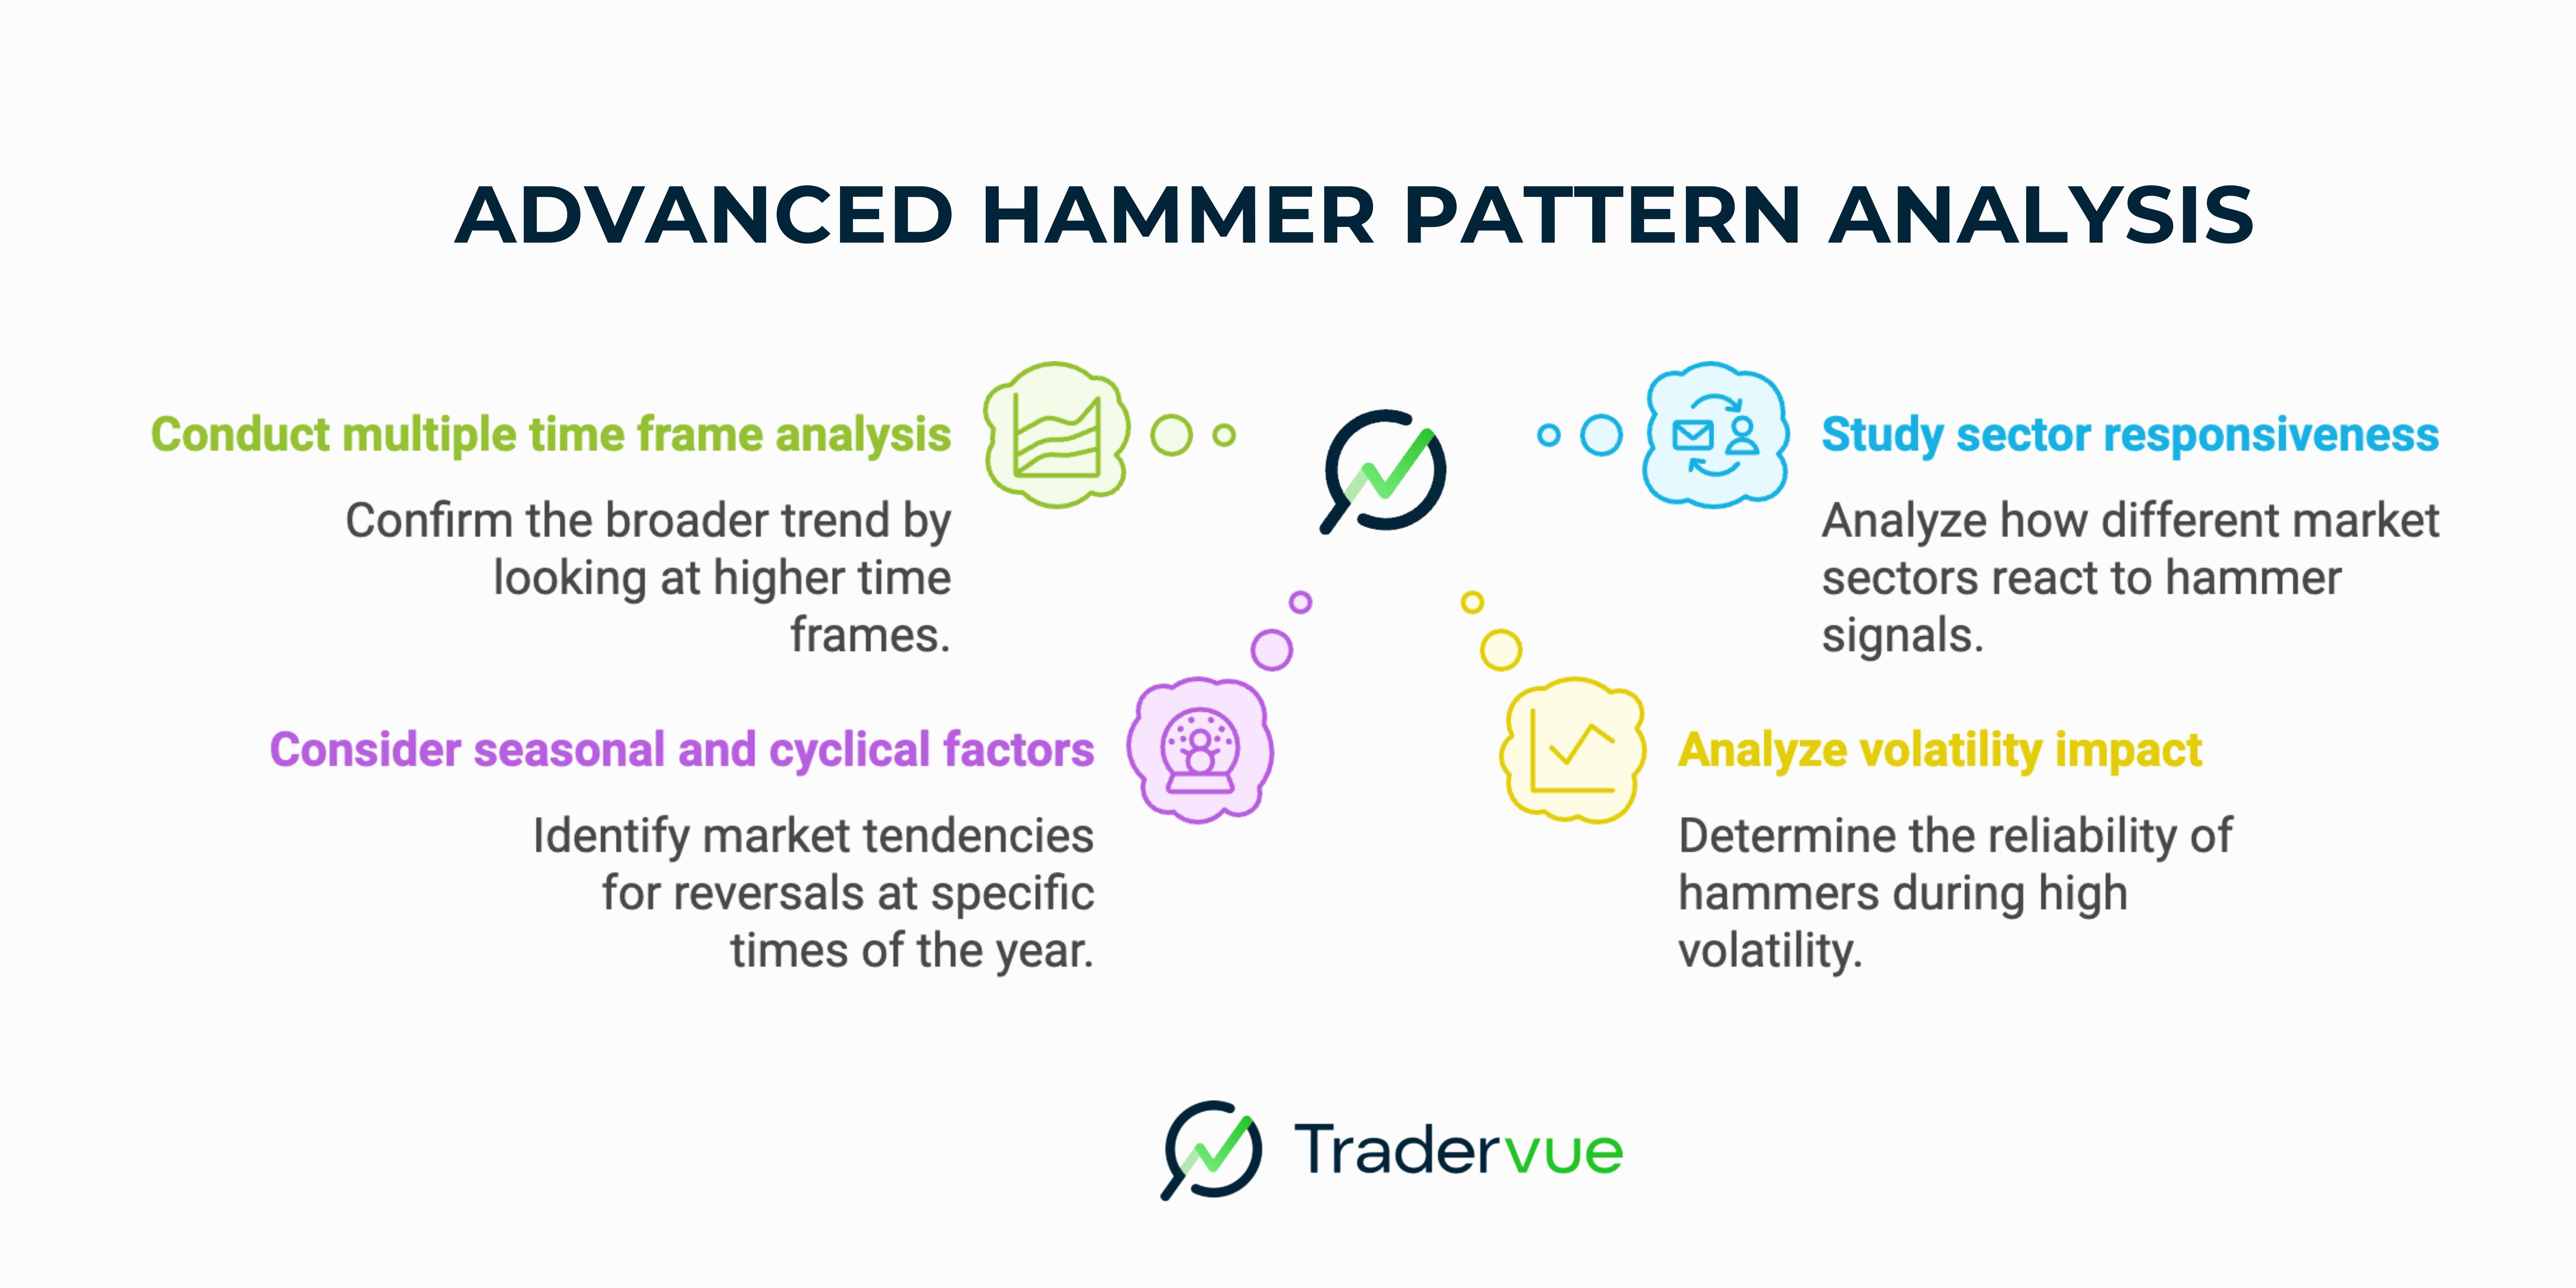 ADVANCED HAMMER PATTERN ANALYSIS
Conduct multiple time frame analysis
Confirm the broader trend by
looking at higher time
frames.
Study sector responsiveness
Analyze how different market
sectors react to hammer
signals.
Consider seasonal and cyclical factors
Identify market tendencies
for reversals at specific
times of the year.
Analyze volatility impact
Determine the reliability of
hammers during high
volatility.
Tradervue